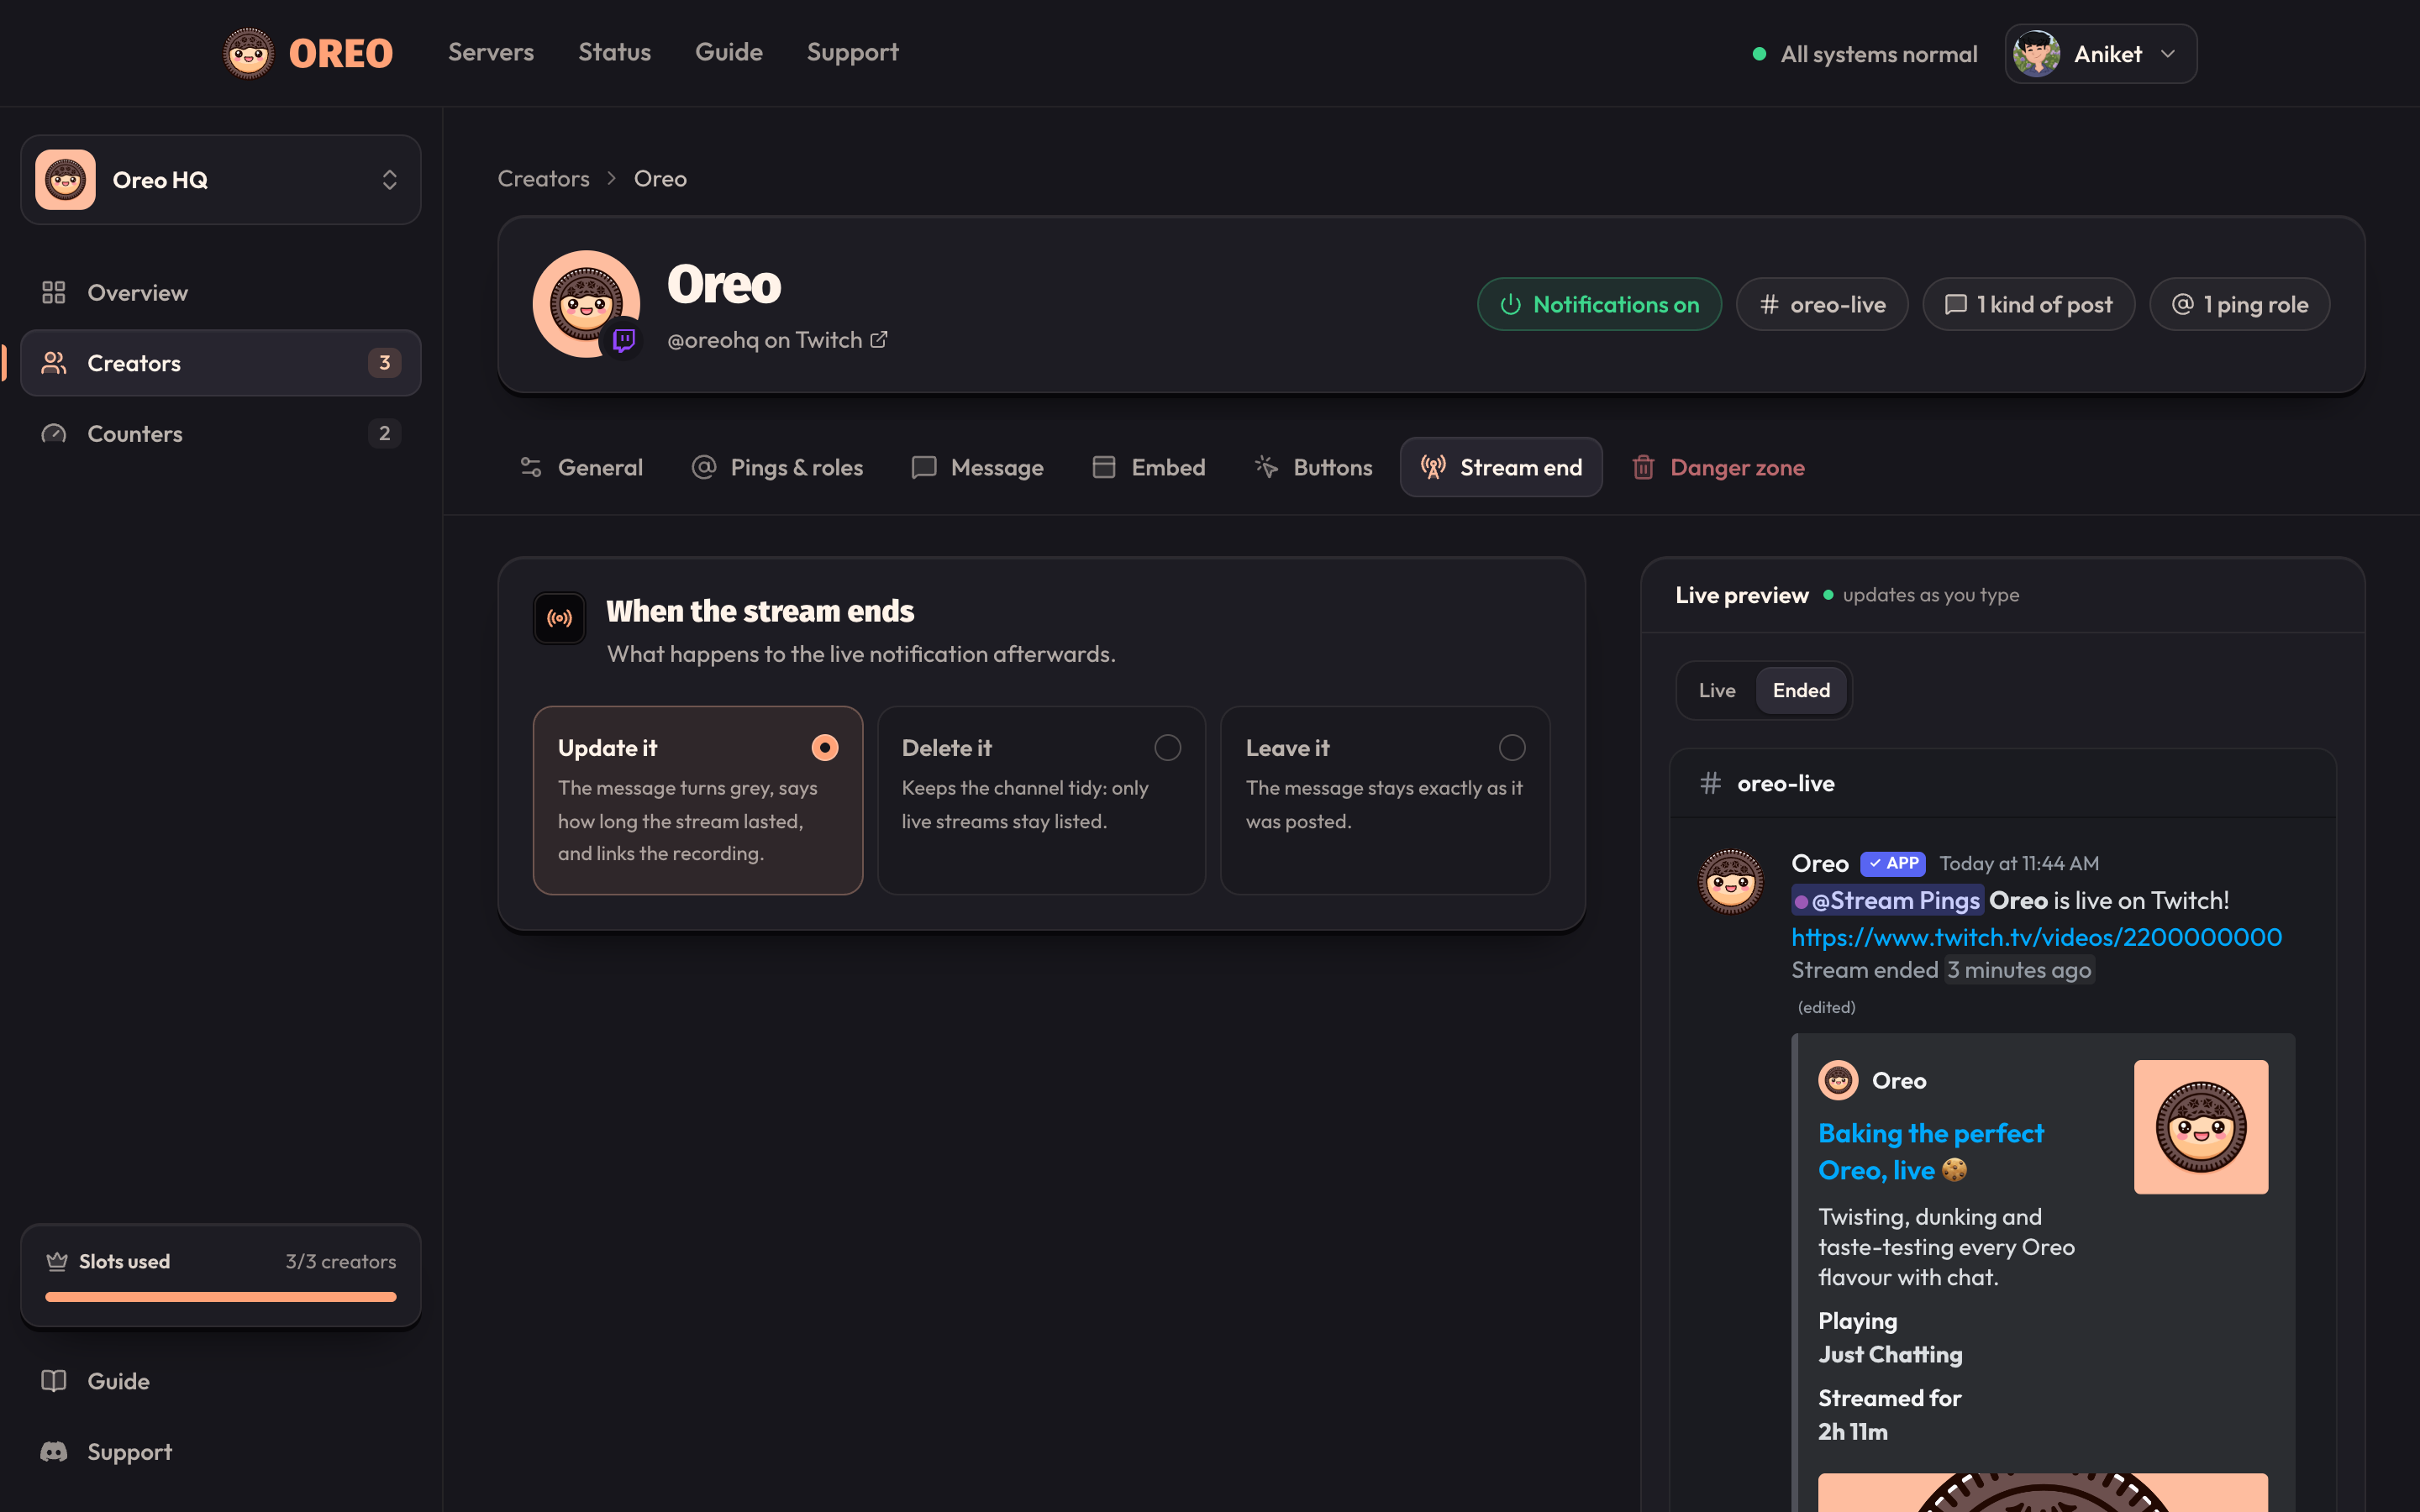 OREO
Servers
Status
Guide
Support
All systems normal
Aniket
Oreo HQ
Overview
Creators
3
Counters
2
Slots used
3/3 creators
Guide
Support
Creators
Oreo
Oreo
@oreohq on Twitch
Notifications on
# oreo-live
1 kind of post
@ 1 ping role
General
Pings & roles
Message
Embed
Buttons
Stream end
Danger zone
When the stream ends
What happens to the live notification afterwards.
Update it
The message turns grey, says
how long the stream lasted,
and links the recording.
Delete it
Keeps the channel tidy: only
live streams stay listed.
Leave it
The message stays exactly as it
was posted.
Live preview
updates as you type
Live
Ended
# oreo-live
Oreo ✓ APP Today at 11:44 AM
@Stream Pings Oreo is live on Twitch!
https://www.twitch.tv/videos/2200000000
Stream ended 3 minutes ago
(edited)
Oreo
Baking the perfect
Oreo, live 🍪
Twisting, dunking and
taste-testing every Oreo
flavour with chat.
Playing
Just Chatting
Streamed for
2h 11m